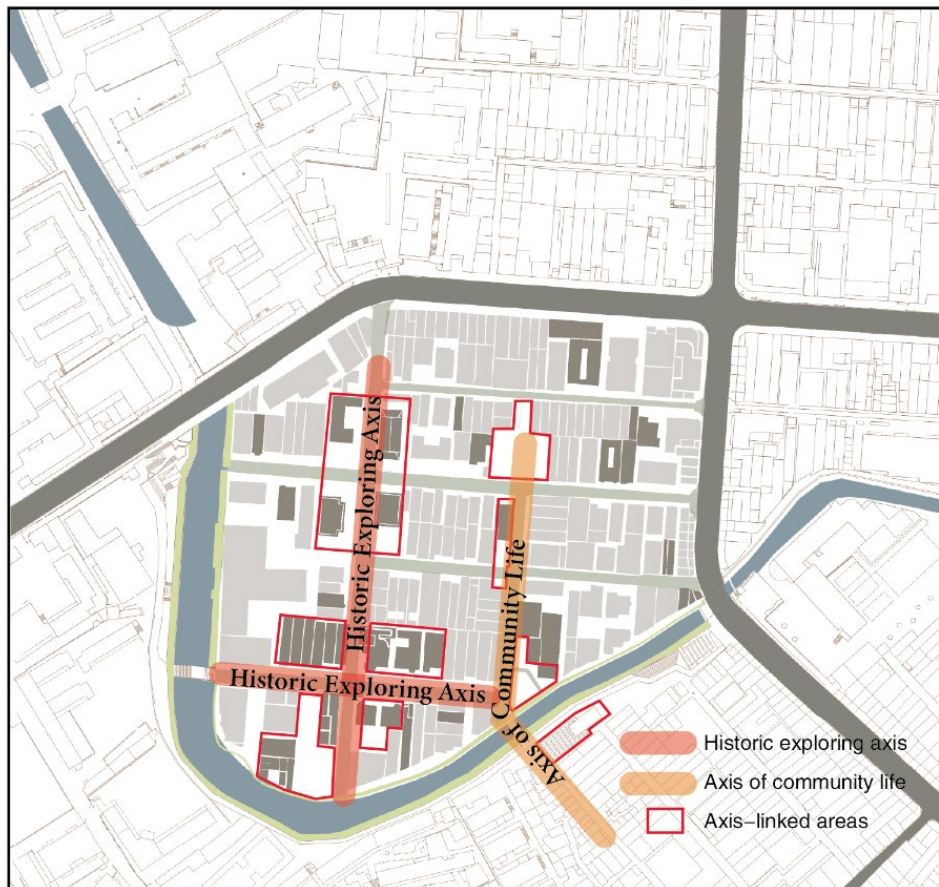 Historic Exploring Axis
Historic Exploring Axis
Axis of Community Life
Historic exploring axis
Axis of community life
Axis–linked areas